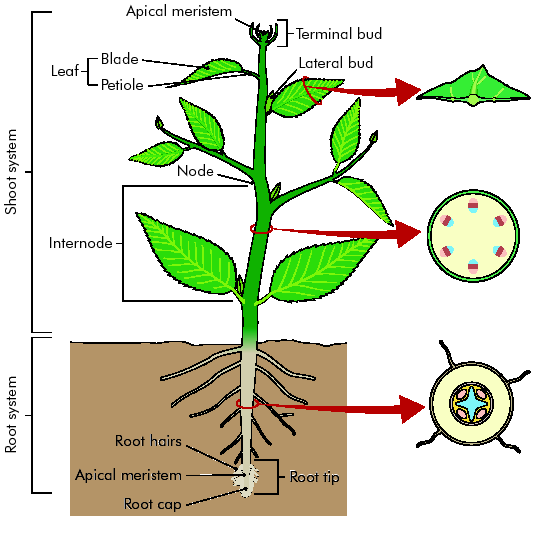 Apical meristem
Terminal bud
Blade
Leaf
Petiole
Lateral bud
Shoot system
Node
Internode
Root system
Root hairs
Apical meristem
Root tip
Root cap